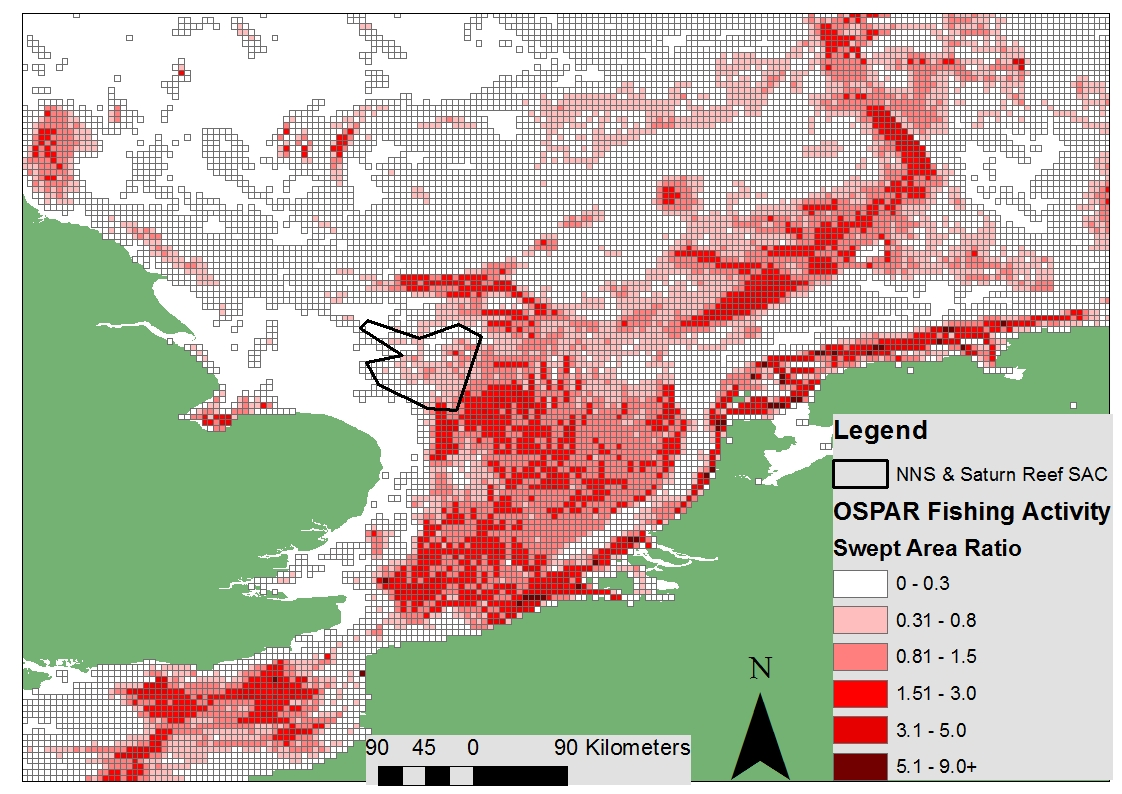 Legend
NNS & Saturn Reef SAC
OSPAR Fishing Activity
Swept Area Ratio
0 - 0.3
0.31 - 0.8
0.81 - 1.5
1.51 - 3.0
3.1 - 5.0
5.1 - 9.0+
N
90 45 0 90 Kilometers